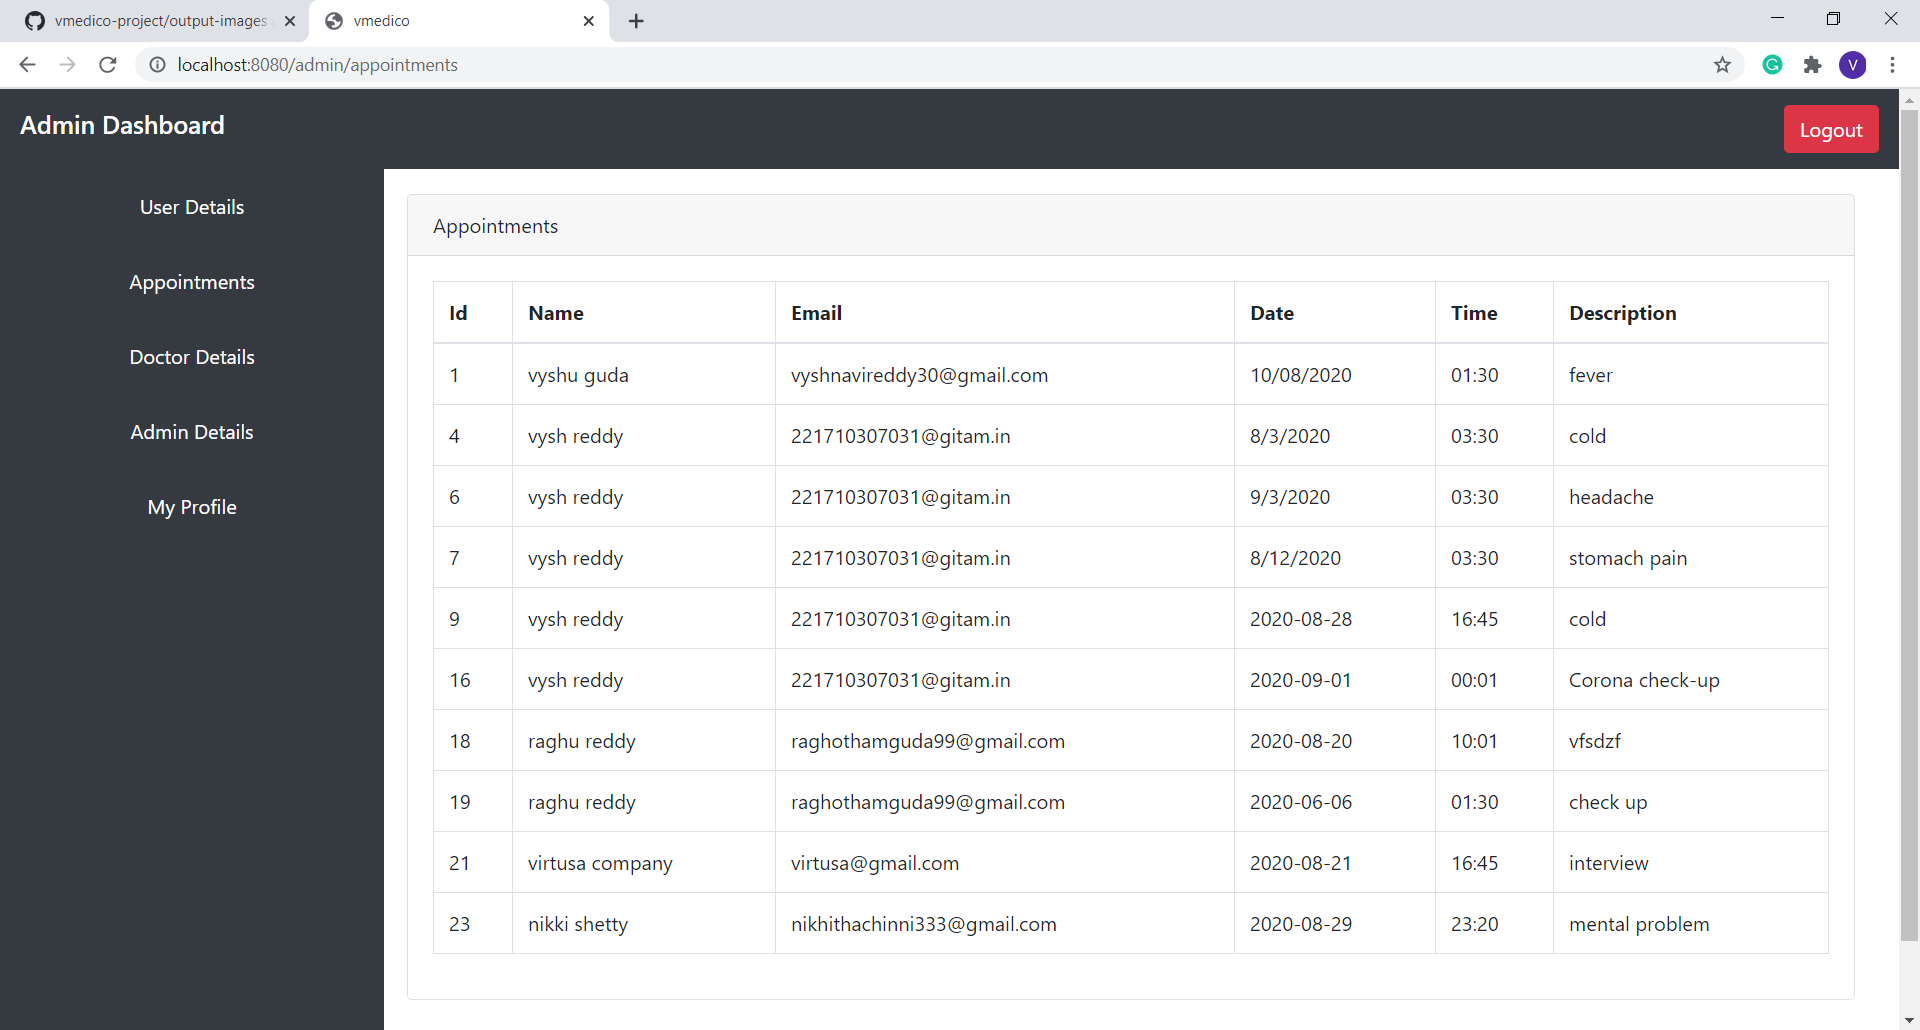 vmedico-project/output-images
vmedico
localhost:8080/admin/appointments
V
Admin Dashboard
Logout
User Details
Appointments
Doctor Details
Admin Details
My Profile
Appointments
Id Name Email Date Time Description
1 vyshu guda vyshnavireddy30@gmail.com 10/08/2020 01:30 fever
4 vysh reddy 221710307031@gitam.in 8/3/2020 03:30 cold
6 vysh reddy 221710307031@gitam.in 9/3/2020 03:30 headache
7 vysh reddy 221710307031@gitam.in 8/12/2020 03:30 stomach pain
9 vysh reddy 221710307031@gitam.in 2020-08-28 16:45 cold
16 vysh reddy 221710307031@gitam.in 2020-09-01 00:01 Corona check-up
18 raghu reddy raghothamguda99@gmail.com 2020-08-20 10:01 vfsdzf
19 raghu reddy raghothamguda99@gmail.com 2020-06-06 01:30 check up
21 virtusa company virtusa@gmail.com 2020-08-21 16:45 interview
23 nikki shetty nikhithachinni333@gmail.com 2020-08-29 23:20 mental problem